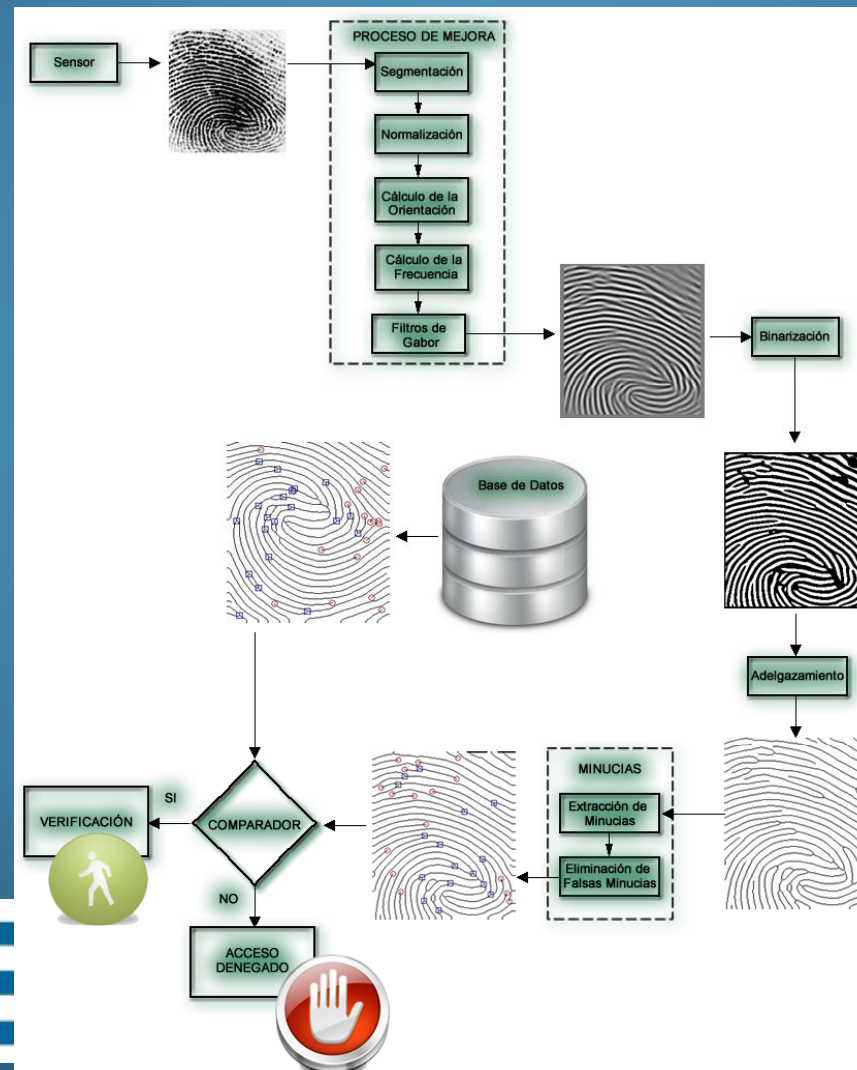 Sensor
PROCESO DE MEJORA
Segmentación
Normalización
Cálculo de la
Orientación
Cálculo de la
Frecuencia
Filtros de
Gabor
Binarización
Adelgazamiento
MINUCIAS
Extracción de
Minucias
Eliminación de
Falsas Minucias
Base de Datos
COMPARADOR
SI
VERIFICACIÓN
NO
ACCESO
DENEGADO